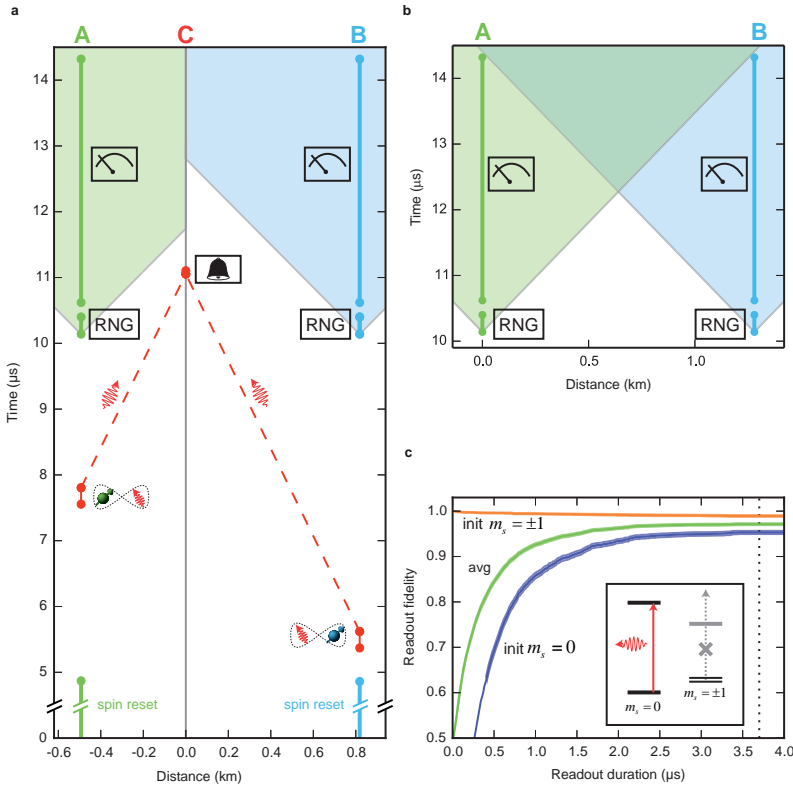 a
A
C
B
14
13
12
11
10
9
8
7
6
5
0
Time (µs)
RNG
RNG
spin reset
spin reset
-0.6
-0.4
-0.2
0.0
0.2
0.4
0.6
0.8
Distance (km)
b
A
B
14
13
12
11
10
Time (µs)
RNG
RNG
0.0
0.5
1.0
Distance (km)
c
1.0
0.9
0.8
0.7
0.6
0.5
Readout fidelity
init mₛ = ±1
avg
init mₛ = 0
mₛ = 0
mₛ = ±1
0.0
0.5
1.0
1.5
2.0
2.5
3.0
3.5
4.0
Readout duration (µs)